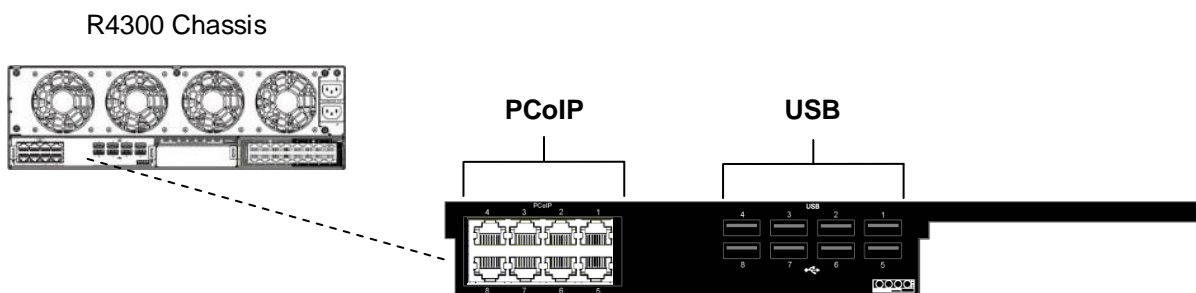 R4300 Chassis
PCoIP USB
PCoIP USB
4 3 2 1 4 3 2 1
8 7 6 5 8 7 6 5